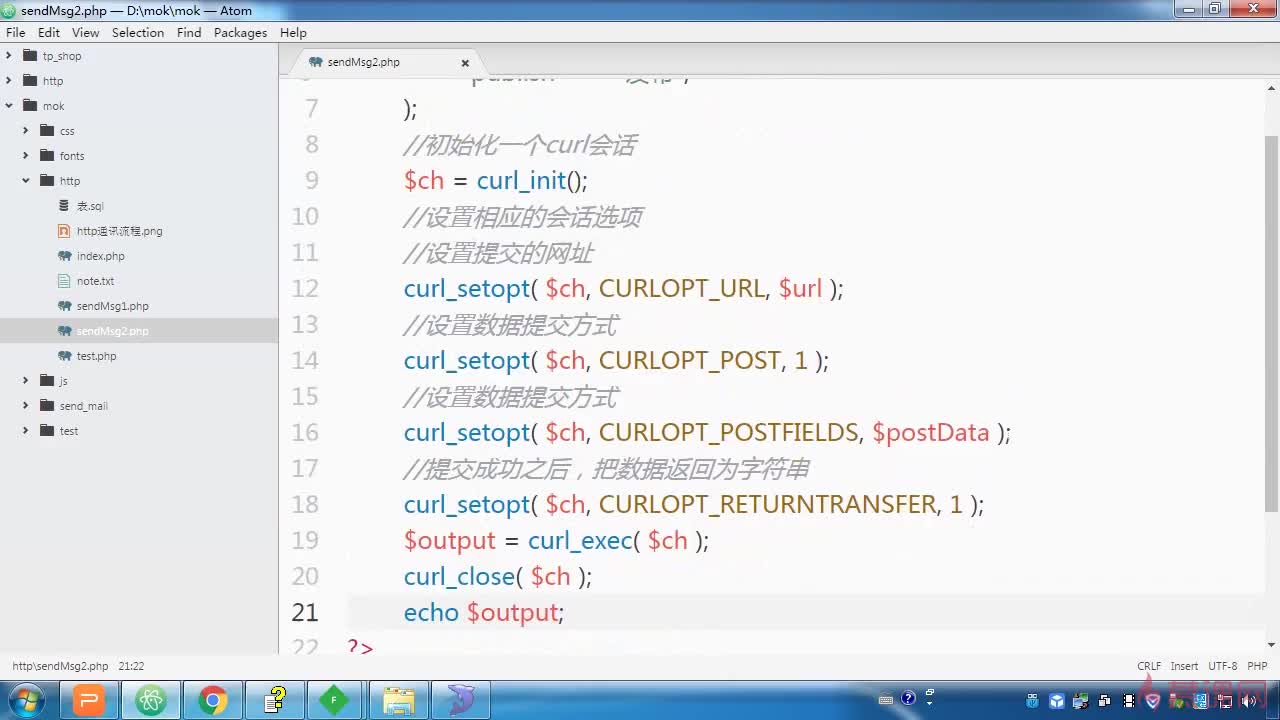 sendMsg2.php — D:\mok\mok — Atom
File Edit View Selection Find Packages Help
tp_shop
http
mok
css
fonts
http
表.sql
http通讯流程.png
index.php
note.txt
sendMsg1.php
sendMsg2.php
test.php
js
send_mail
test
sendMsg2.php
7 );
8 //初始化一个curl会话
9 $ch = curl_init();
10 //设置相应的会话选项
11 //设置提交的网址
12 curl_setopt( $ch, CURLOPT_URL, $url );
13 //设置数据提交方式
14 curl_setopt( $ch, CURLOPT_POST, 1 );
15 //设置数据提交方式
16 curl_setopt( $ch, CURLOPT_POSTFIELDS, $postData );
17 //提交成功之后，把数据返回为字符串
18 curl_setopt( $ch, CURLOPT_RETURNTRANSFER, 1 );
19 $output = curl_exec( $ch );
20 curl_close( $ch );
21 echo $output;
22 ?>
http\sendMsg2.php 21:22 CRLF Insert UTF-8 PHP
慕课网